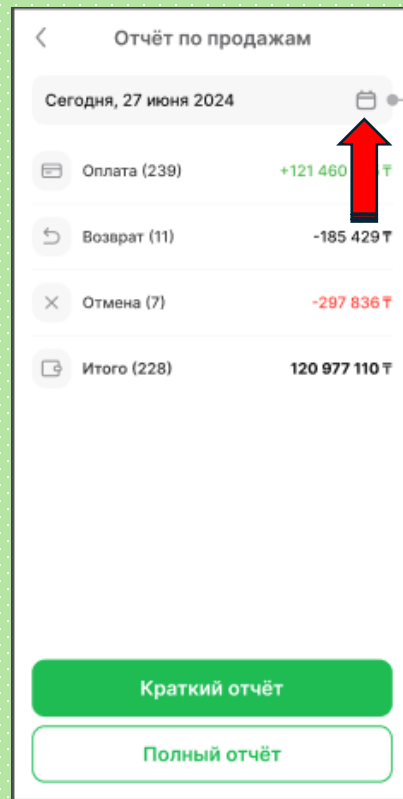 Отчёт по продажам
Сегодня, 27 июня 2024
Оплата (239) +121 460 ₸
Возврат (11) -185 429 ₸
Отмена (7) -297 836 ₸
Итого (228) 120 977 110 ₸
Краткий отчёт
Полный отчёт